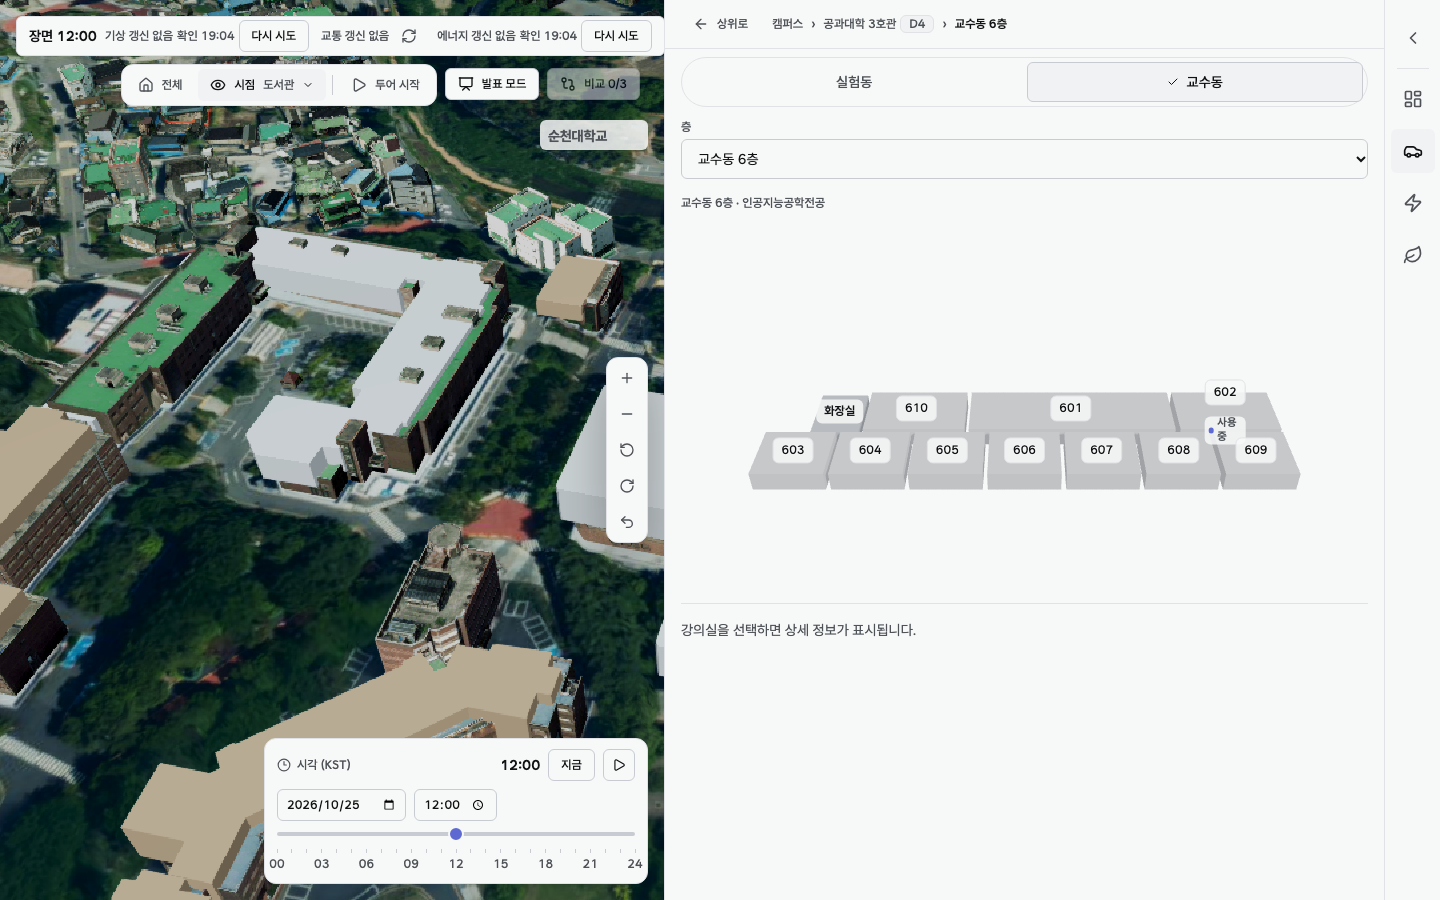 장면 12:00 기상 갱신 없음 확인 19:04 다시 시도 교통 갱신 없음 에너지 갱신 없음 확인 19:04 다시 시도
전체 시점 도서관 투어 시작 발표 모드 비교 0/3
순천대학교
시각 (KST) 12:00 지금
2026/10/25 12:00
00 03 06 09 12 15 18 21 24
상위로 캠퍼스 › 공과대학 3호관 D4 › 교수동 6층
실험동 교수동
층
교수동 6층
교수동 6층 · 인공지능공학전공
602
화장실 610 601
사용
중
603 604 605 606 607 608 609
강의실을 선택하면 상세 정보가 표시됩니다.